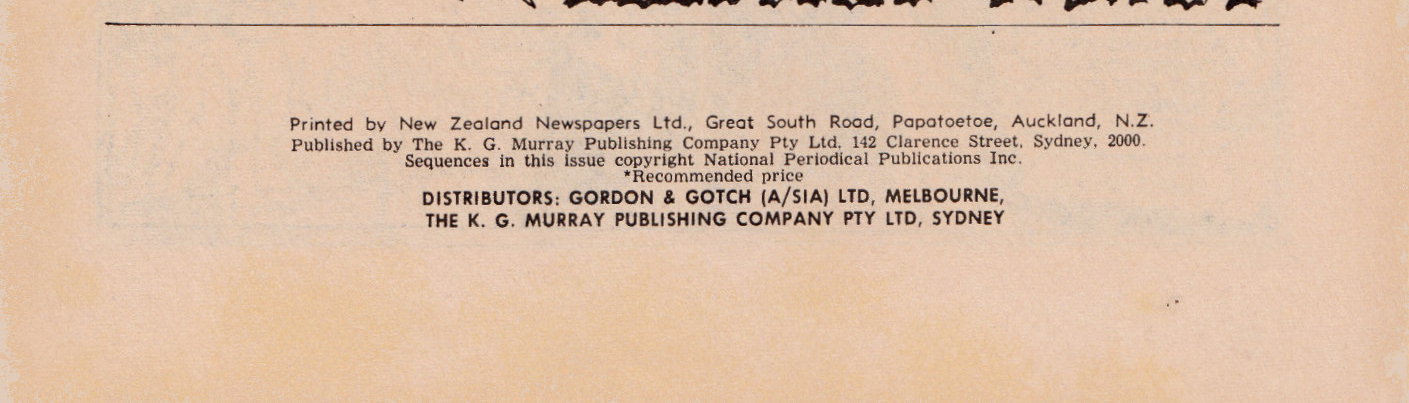 Printed by New Zealand Newspapers Ltd., Great South Road, Papatoetoe, Auckland, N.Z.
Published by The K. G. Murray Publishing Company Pty Ltd. 142 Clarence Street, Sydney, 2000.
Sequences in this issue copyright National Periodical Publications Inc.
*Recommended price
DISTRIBUTORS: GORDON & GOTCH (A/SIA) LTD, MELBOURNE,
THE K. G. MURRAY PUBLISHING COMPANY PTY LTD, SYDNEY